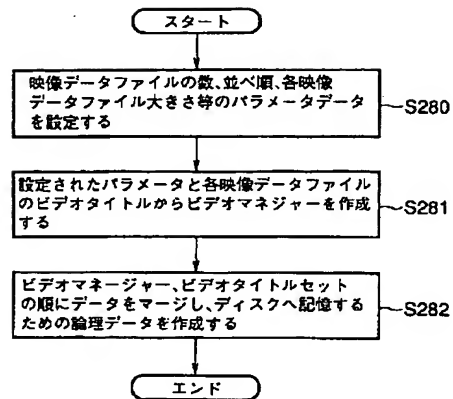 スタート
映像データファイルの数、並べ順、各映像
データファイル大きさ等のパラメータデータ
を設定する
S280
設定されたパラメータと各映像データファイル
のビデオタイトルからビデオマネジャーを作成
する
S281
ビデオマネージャー、ビデオタイトルセット
の順にデータをマージし、ディスクへ記憶する
ための論理データを作成する
S282
エンド